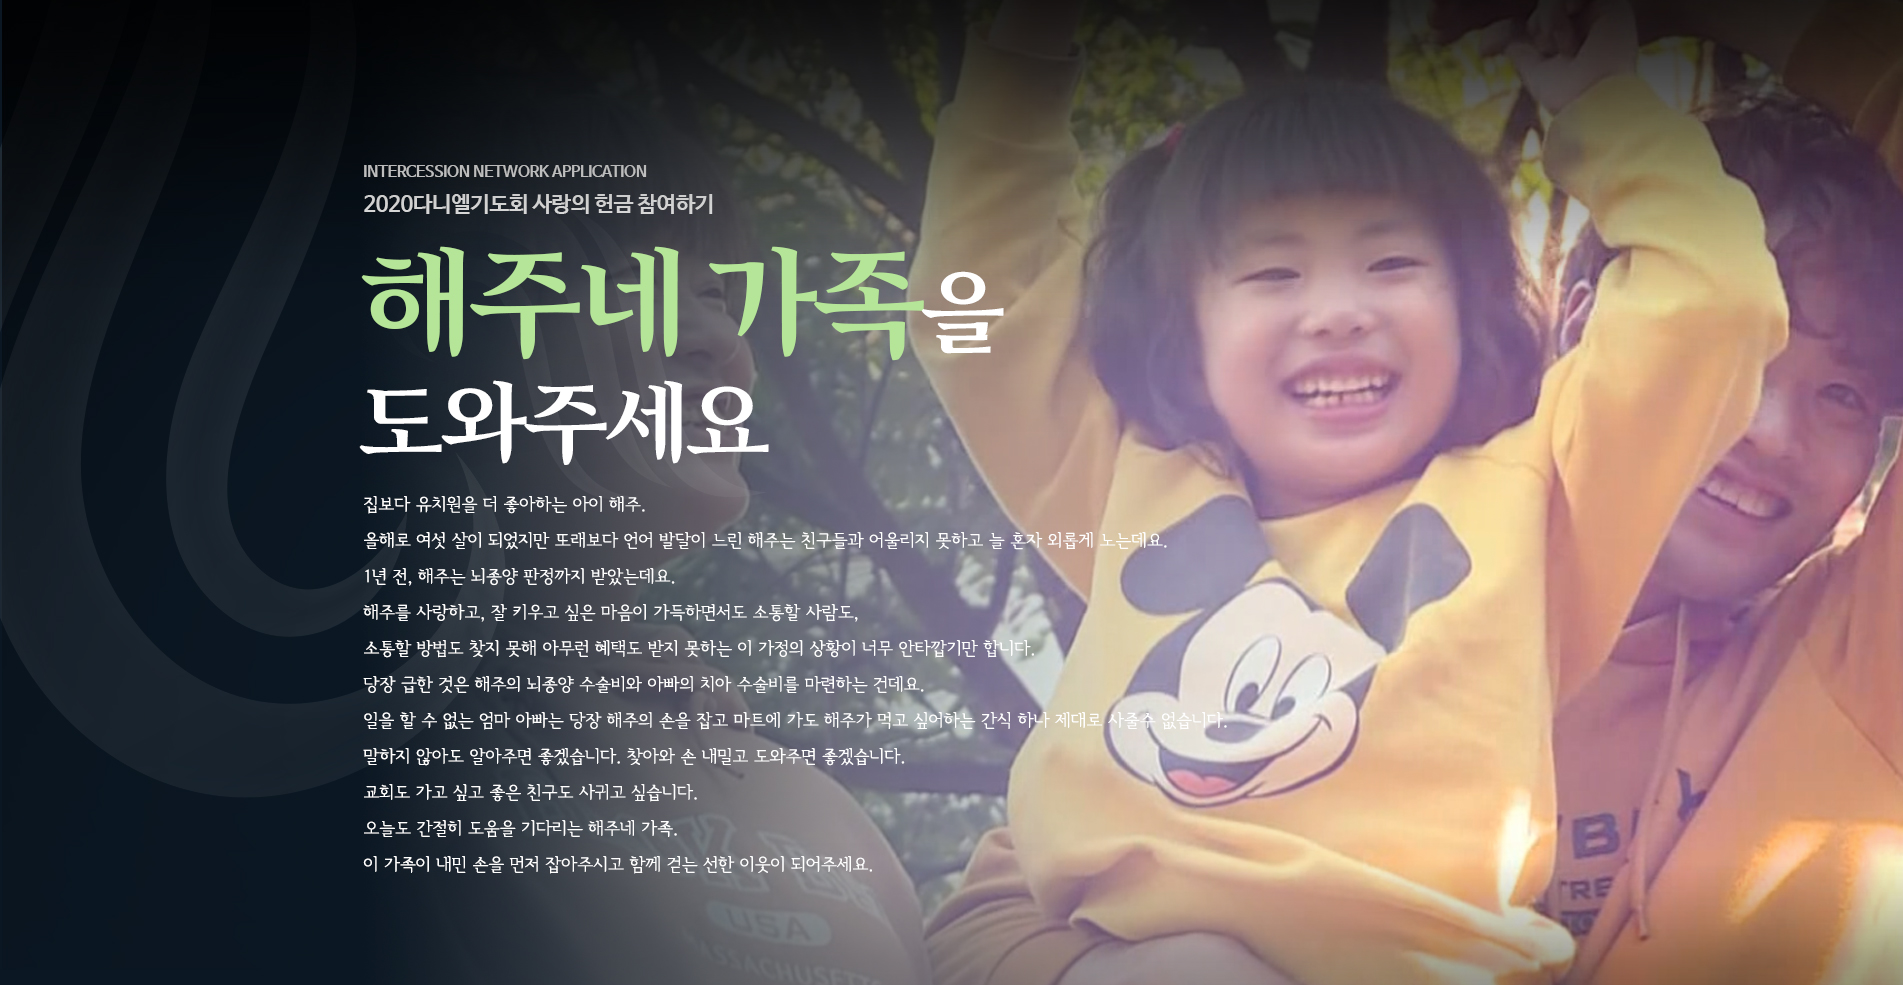 INTERCESSION NETWORK APPLICATION
2020다니엘기도회 사랑의 헌금 참여하기
해주네 가족을
도와주세요
집보다 유치원을 더 좋아하는 아이 해주.
올해로 여섯 살이 되었지만 또래보다 언어 발달이 느린 해주는 친구들과 어울리지 못하고 늘 혼자 외롭게 노는데요.
1년 전, 해주는 뇌종양 판정까지 받았는데요.
해주를 사랑하고, 잘 키우고 싶은 마음이 가득하면서도 소통할 사람도,
소통할 방법도 찾지 못해 아무런 혜택도 받지 못하는 이 가정의 상황이 너무 안타깝기만 합니다.
당장 급한 것은 해주의 뇌종양 수술비와 아빠의 치아 수술비를 마련하는 건데요.
일을 할 수 없는 엄마 아빠는 당장 해주의 손을 잡고 마트에 가도 해주가 먹고 싶어하는 간식 하나 제대로 사줄수 없습니다.
말하지 않아도 알아주면 좋겠습니다. 찾아와 손 내밀고 도와주면 좋겠습니다.
교회도 가고 싶고 좋은 친구도 사귀고 싶습니다.
오늘도 간절히 도움을 기다리는 해주네 가족.
이 가족이 내민 손을 먼저 잡아주시고 함께 걷는 선한 이웃이 되어주세요.
USA